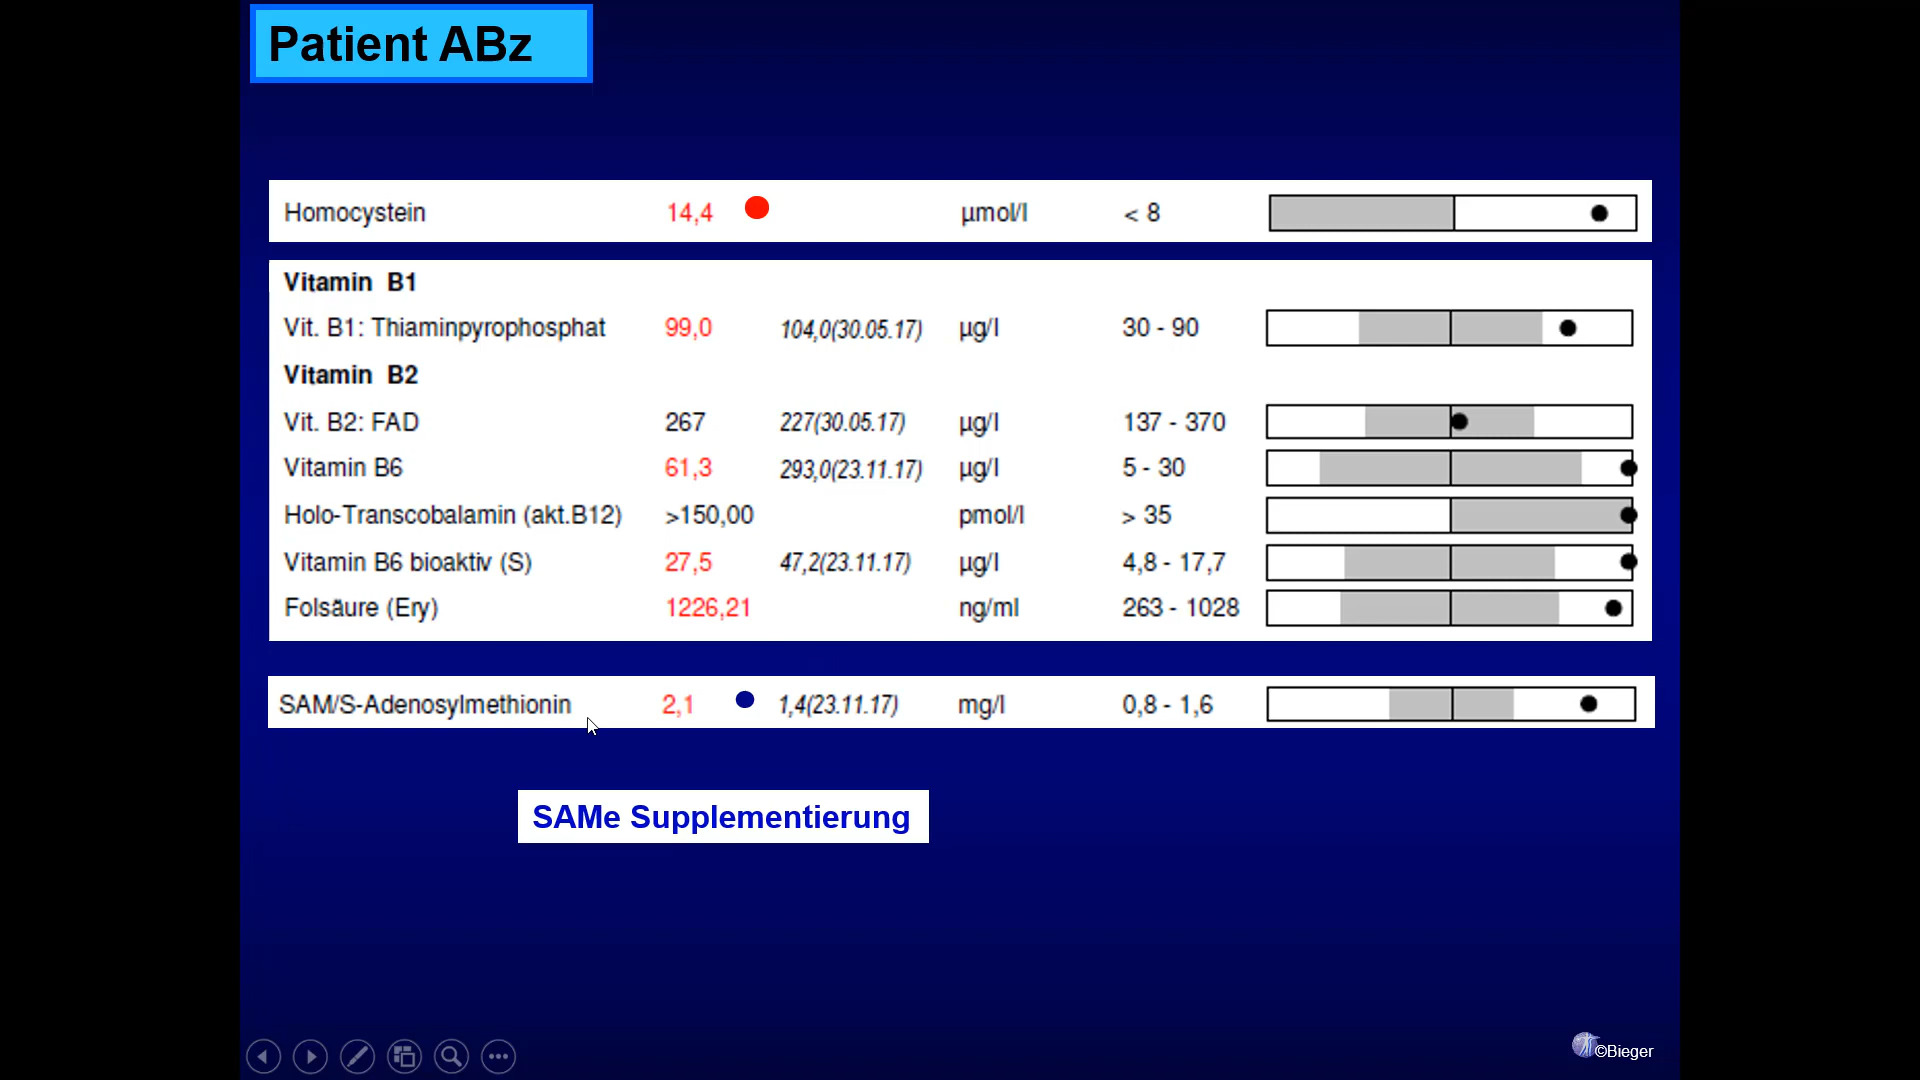 Patient ABz
Homocystein 14,4 µmol/l < 8
Vitamin B1
Vit. B1: Thiaminpyrophosphat 99,0 104,0(30.05.17) µg/l 30 - 90
Vitamin B2
Vit. B2: FAD 267 227(30.05.17) µg/l 137 - 370
Vitamin B6 61,3 293,0(23.11.17) µg/l 5 - 30
Holo-Transcobalamin (akt.B12) >150,00 pmol/l > 35
Vitamin B6 bioaktiv (S) 27,5 47,2(23.11.17) µg/l 4,8 - 17,7
Folsäure (Ery) 1226,21 ng/ml 263 - 1028
SAM/S-Adenosylmethionin 2,1 1,4(23.11.17) mg/l 0,8 - 1,6
SAMe Supplementierung
©Bieger